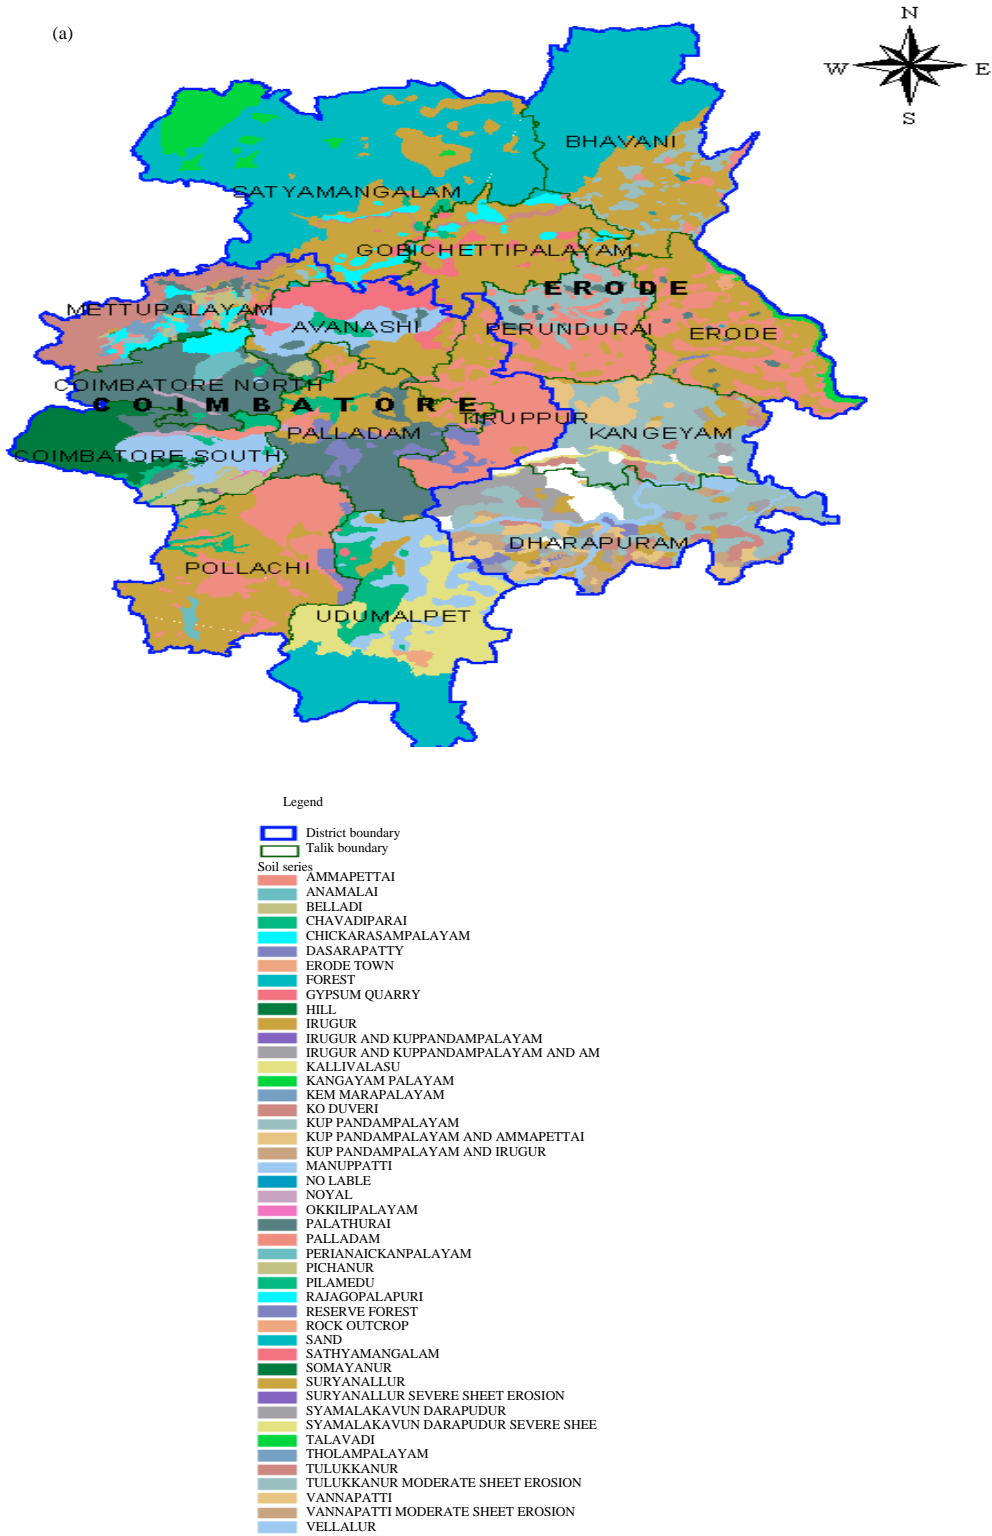 (a)
N
W
E
S
BHAVANI
SATYAMANGALAM
GOBICHETTIPALAYAM
ERODE
METTUPALAYAM
AVANASHI
PERUNDURAI
ERODE
COIMBATORE NORTH
COIMBATORE
TIRUPPUR
PALLADAM
KANGEYAM
COIMBATORE SOUTH
DHARAPURAM
POLLACHI
UDUMALPET
Legend
District boundary
Talik boundary
Soil series
AMMAPETTAI
ANAMALAI
BELLADI
CHAVADIPARAI
CHICKARASAMPALAYAM
DASARAPATTY
ERODE TOWN
FOREST
GYPSUM QUARRY
HILL
IRUGUR
IRUGUR AND KUPPANDAMPALAYAM
IRUGUR AND KUPPANDAMPALAYAM AND AM
KALLIVALASU
KANGAYAM PALAYAM
KEM MARAPALAYAM
KO DUVERI
KUP PANDAMPALAYAM
KUP PANDAMPALAYAM AND AMMAPETTAI
KUP PANDAMPALAYAM AND IRUGUR
MANUPPATTI
NO LABLE
NOYAL
OKKILIPALAYAM
PALATHURAI
PALLADAM
PERIANAICKANPALAYAM
PICHANUR
PILAMEDU
RAJAGOPALAPURI
RESERVE FOREST
ROCK OUTCROP
SAND
SATHYAMANGALAM
SOMAYANUR
SURYANALLUR
SURYANALLUR SEVERE SHEET EROSION
SYAMALAKAVUN DARAPUDUR
SYAMALAKAVUN DARAPUDUR SEVERE SHEE
TALAVADI
THOLAMPALAYAM
TULUKKANUR
TULUKKANUR MODERATE SHEET EROSION
VANNAPATTI
VANNAPATTI MODERATE SHEET EROSION
VELLALUR